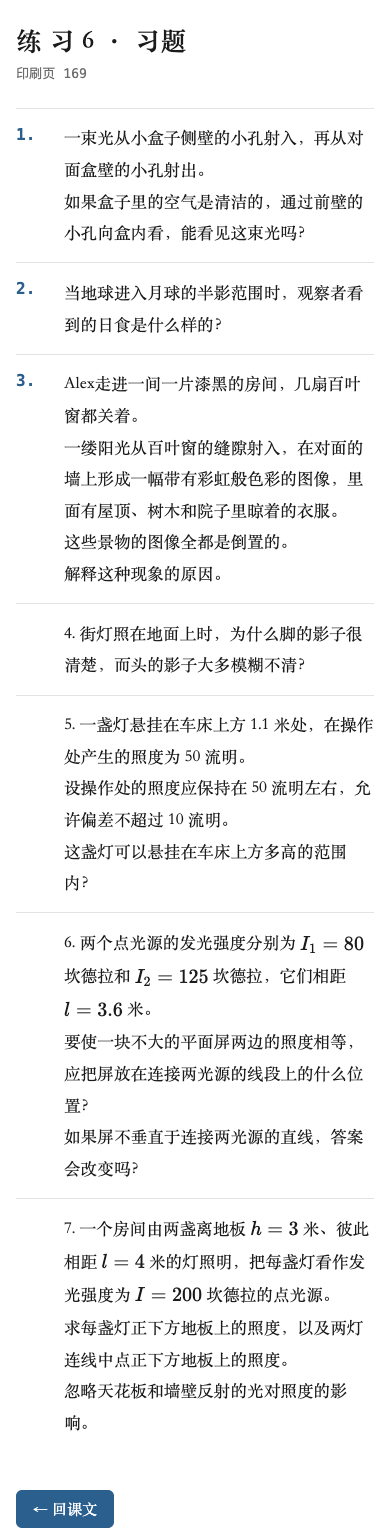 练 习 6 · 习题
印刷页 169
1. 一束光从小盒子侧壁的小孔射入，再从对
面盒壁的小孔射出。
如果盒子里的空气是清洁的，通过前壁的
小孔向盒内看，能看见这束光吗？
2. 当地球进入月球的半影范围时，观察者看
到的日食是什么样的？
3. Alex走进一间一片漆黑的房间，几扇百叶
窗都关着。
一缕阳光从百叶窗的缝隙射入，在对面的
墙上形成一幅带有彩虹般色彩的图像，里
面有屋顶、树木和院子里晾着的衣服。
这些景物的图像全都是倒置的。
解释这种现象的原因。
4. 街灯照在地面上时，为什么脚的影子很
清楚，而头的影子大多模糊不清？
5. 一盏灯悬挂在车床上方 1.1 米处，在操作
处产生的照度为 50 流明。
设操作处的照度应保持在 50 流明左右，允
许偏差不超过 10 流明。
这盏灯可以悬挂在车床上方多高的范围
内？
6. 两个点光源的发光强度分别为 I₁ = 80
坎德拉和 I₂ = 125 坎德拉，它们相距
l = 3.6 米。
要使一块不大的平面屏两边的照度相等，
应把屏放在连接两光源的线段上的什么位
置？
如果屏不垂直于连接两光源的直线，答案
会改变吗？
7. 一个房间由两盏离地板 h = 3 米、彼此
相距 l = 4 米的灯照明，把每盏灯看作发
光强度为 I = 200 坎德拉的点光源。
求每盏灯正下方地板上的照度，以及两灯
连线中点正下方地板上的照度。
忽略天花板和墙壁反射的光对照度的影
响。
← 回课文